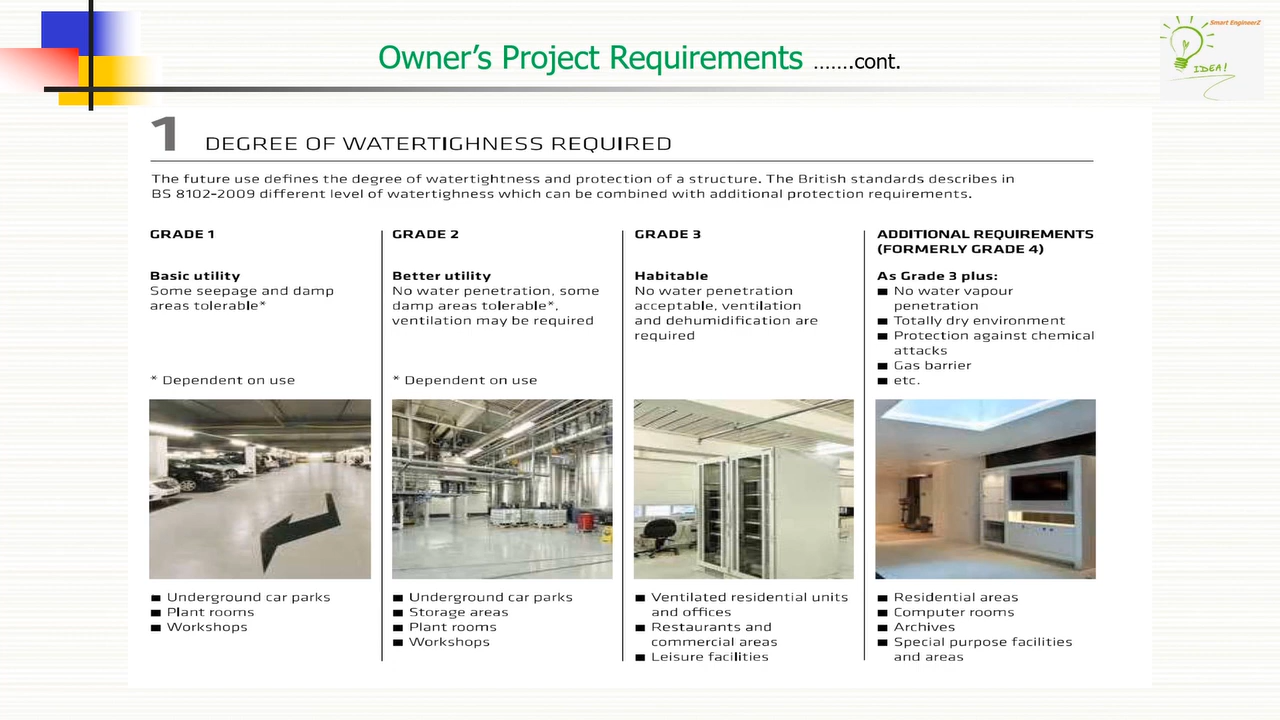 Owner's Project Requirements …….cont.
Smart EngineerZ
IDEA!
1 DEGREE OF WATERTIGHNESS REQUIRED
The future use defines the degree of watertightness and protection of a structure. The British standards describes in
BS 8102-2009 different level of watertighness which can be combined with additional protection requirements.
GRADE 1
Basic utility
Some seepage and damp
areas tolerable*
* Dependent on use
■ Underground car parks
■ Plant rooms
■ Workshops
GRADE 2
Better utility
No water penetration, some
damp areas tolerable*,
ventilation may be required
* Dependent on use
■ Underground car parks
■ Storage areas
■ Plant rooms
■ Workshops
GRADE 3
Habitable
No water penetration
acceptable, ventilation
and dehumidification are
required
■ Ventilated residential units
and offices
■ Restaurants and
commercial areas
■ Leisure facilities
ADDITIONAL REQUIREMENTS
(FORMERLY GRADE 4)
As Grade 3 plus:
■ No water vapour
penetration
■ Totally dry environment
■ Protection against chemical
attacks
■ Gas barrier
■ etc.
■ Residential areas
■ Computer rooms
■ Archives
■ Special purpose facilities
and areas